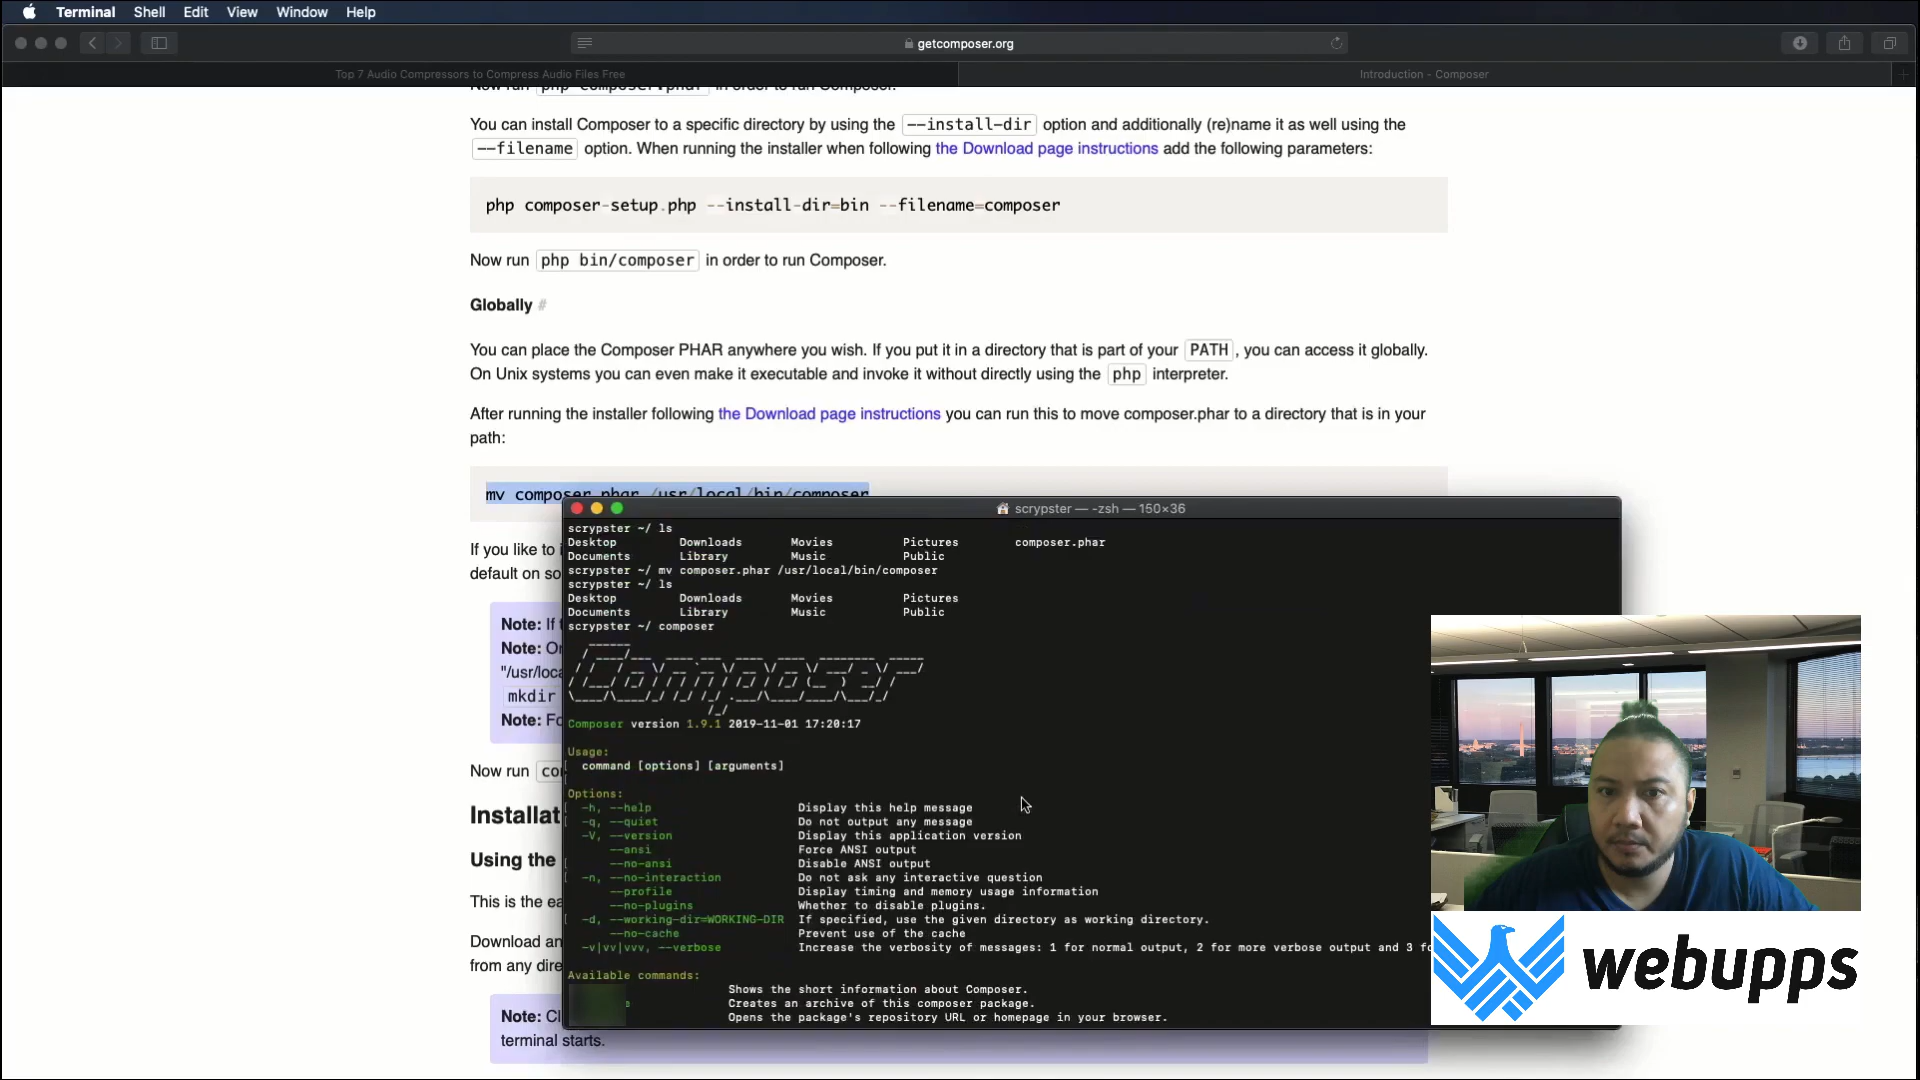 Terminal Shell Edit View Window Help
getcomposer.org
Top 7 Audio Compressors to Compress Audio Files Free
Introduction - Composer
Now run php composer.phar in order to run Composer.
You can install Composer to a specific directory by using the --install-dir option and additionally (re)name it as well using the
--filename option. When running the installer when following the Download page instructions add the following parameters:
php composer-setup.php --install-dir=bin --filename=composer
Now run php bin/composer in order to run Composer.
Globally #
You can place the Composer PHAR anywhere you wish. If you put it in a directory that is part of your PATH, you can access it globally.
On Unix systems you can even make it executable and invoke it without directly using the php interpreter.
After running the installer following the Download page instructions you can run this to move composer.phar to a directory that is in your
path:
mv composer.phar /usr/local/bin/composer
If you like to
default on so
Note: If
Note: O
"/usr/loca
mkdir
Note: Fo
Now run co
Installat
Using the
This is the ea
Download an
from any dire
Note: Cl
terminal starts.
scrypster — -zsh — 150×36
scrypster ~/ ls
Desktop Downloads Movies Pictures composer.phar
Documents Library Music Public
scrypster ~/ mv composer.phar /usr/local/bin/composer
scrypster ~/ ls
Desktop Downloads Movies Pictures
Documents Library Music Public
scrypster ~/ composer
Composer
Composer version 1.9.1 2019-11-01 17:20:17
Usage:
command [options] [arguments]
Options:
-h, --help Display this help message
-q, --quiet Do not output any message
-V, --version Display this application version
--ansi Force ANSI output
--no-ansi Disable ANSI output
-n, --no-interaction Do not ask any interactive question
--profile Display timing and memory usage information
--no-plugins Whether to disable plugins.
-d, --working-dir=WORKING-DIR If specified, use the given directory as working directory.
--no-cache Prevent use of the cache
-v|vv|vvv, --verbose Increase the verbosity of messages: 1 for normal output, 2 for more verbose output and 3 fo
Available commands:
Shows the short information about Composer.
e Creates an archive of this composer package.
Opens the package's repository URL or homepage in your browser.
webupps